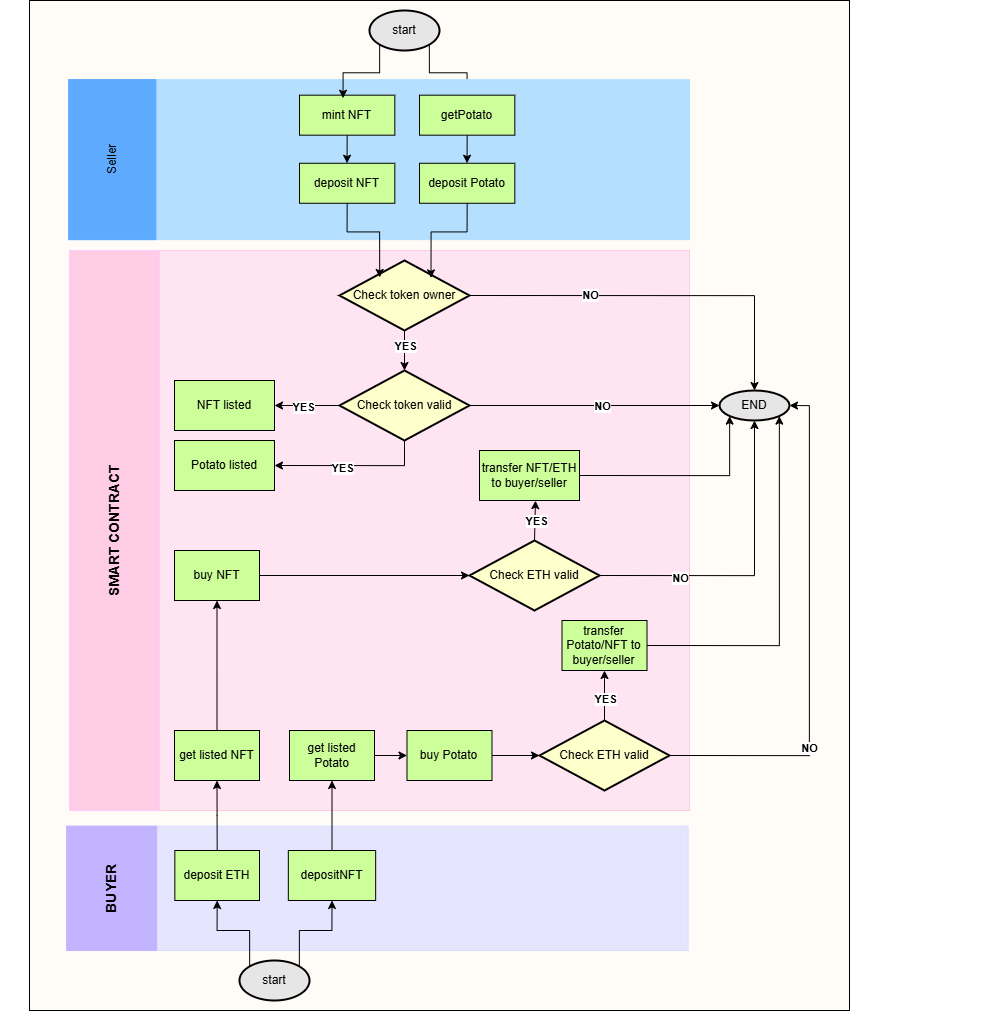 start
Seller
mint NFT
getPotato
deposit NFT
deposit Potato
SMART CONTRACT
Check token owner
NO
YES
NFT listed
YES
Check token valid
NO
END
Potato listed
YES
transfer NFT/ETH
to buyer/seller
YES
buy NFT
Check ETH valid
NO
transfer
Potato/NFT to
buyer/seller
YES
get listed NFT
get listed
Potato
buy Potato
Check ETH valid
NO
BUYER
deposit ETH
depositNFT
start